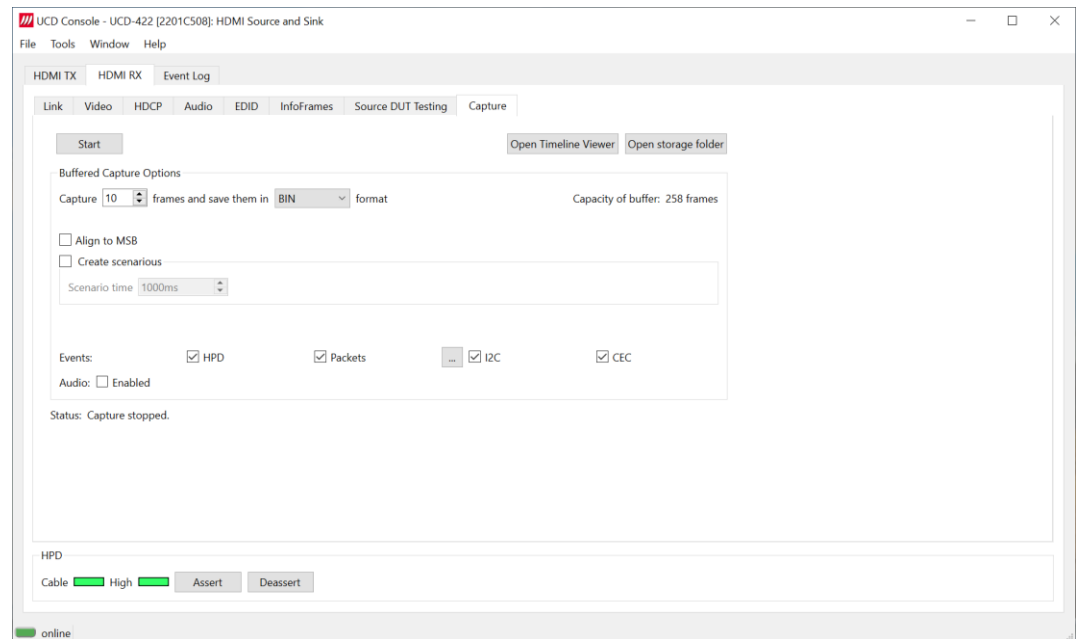 UCD Console - UCD-422 [2201C508]: HDMI Source and Sink
File Tools Window Help
HDMI TX HDMI RX Event Log
Link Video HDCP Audio EDID InfoFrames Source DUT Testing Capture
Start Open Timeline Viewer Open storage folder
Buffered Capture Options
Capture 10 frames and save them in BIN format Capacity of buffer: 258 frames
Align to MSB
Create scenarious
Scenario time 1000ms
Events: HPD Packets ... I2C CEC
Audio: Enabled
Status: Capture stopped.
HPD
Cable High Assert Deassert
online